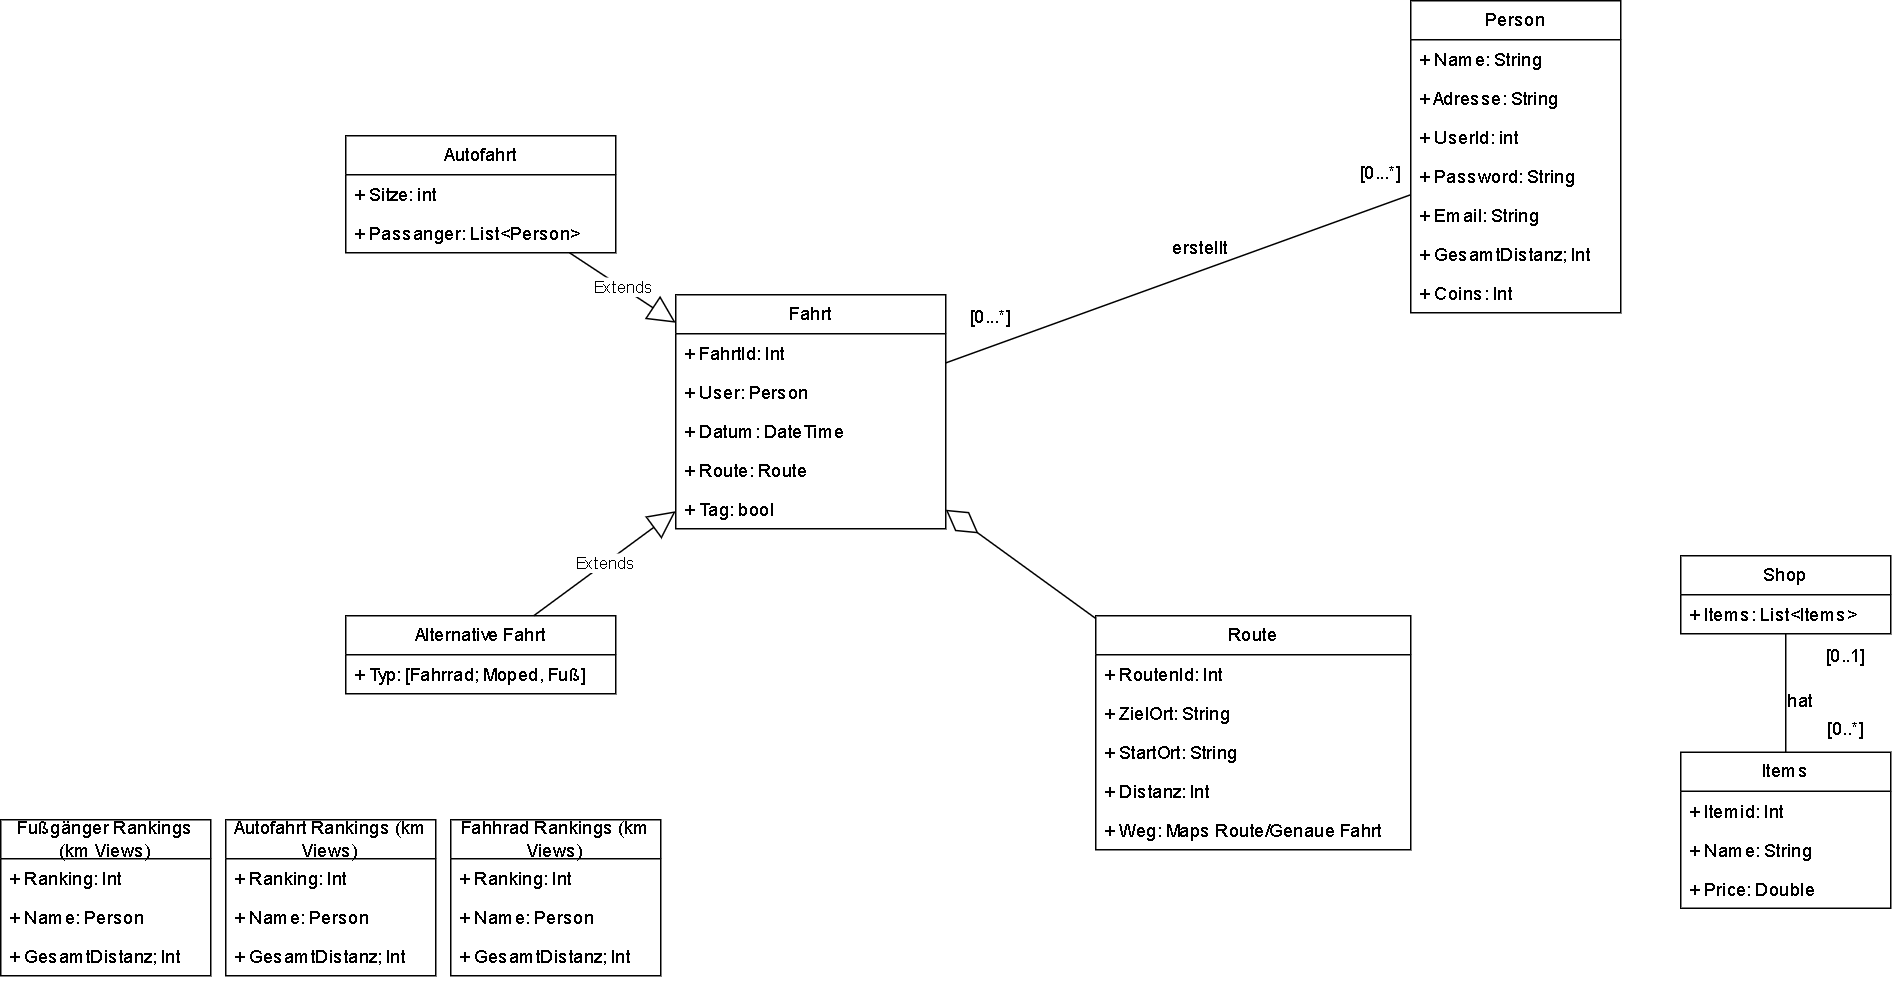 Person
+ Name: String
+ Adresse: String
+ UserId: int
+ Password: String
+ Email: String
+ GesamtDistanz; Int
+ Coins: Int
[0...*]
erstellt
[0...*]
Autofahrt
+ Sitze: int
+ Passanger: List<Person>
Extends
Fahrt
+ FahrtId: Int
+ User: Person
+ Datum: DateTime
+ Route: Route
+ Tag: bool
Extends
Alternative Fahrt
+ Typ: [Fahrrad; Moped, Fuß]
Route
+ RoutenId: Int
+ ZielOrt: String
+ StartOrt: String
+ Distanz: Int
+ Weg: Maps Route/Genaue Fahrt
Shop
+ Items: List<Items>
[0..1]
hat
[0..*]
Items
+ Itemid: Int
+ Name: String
+ Price: Double
Fußgänger Rankings
(km Views)
+ Ranking: Int
+ Name: Person
+ GesamtDistanz; Int
Autofahrt Rankings (km
Views)
+ Ranking: Int
+ Name: Person
+ GesamtDistanz; Int
Fahhrad Rankings (km
Views)
+ Ranking: Int
+ Name: Person
+ GesamtDistanz; Int